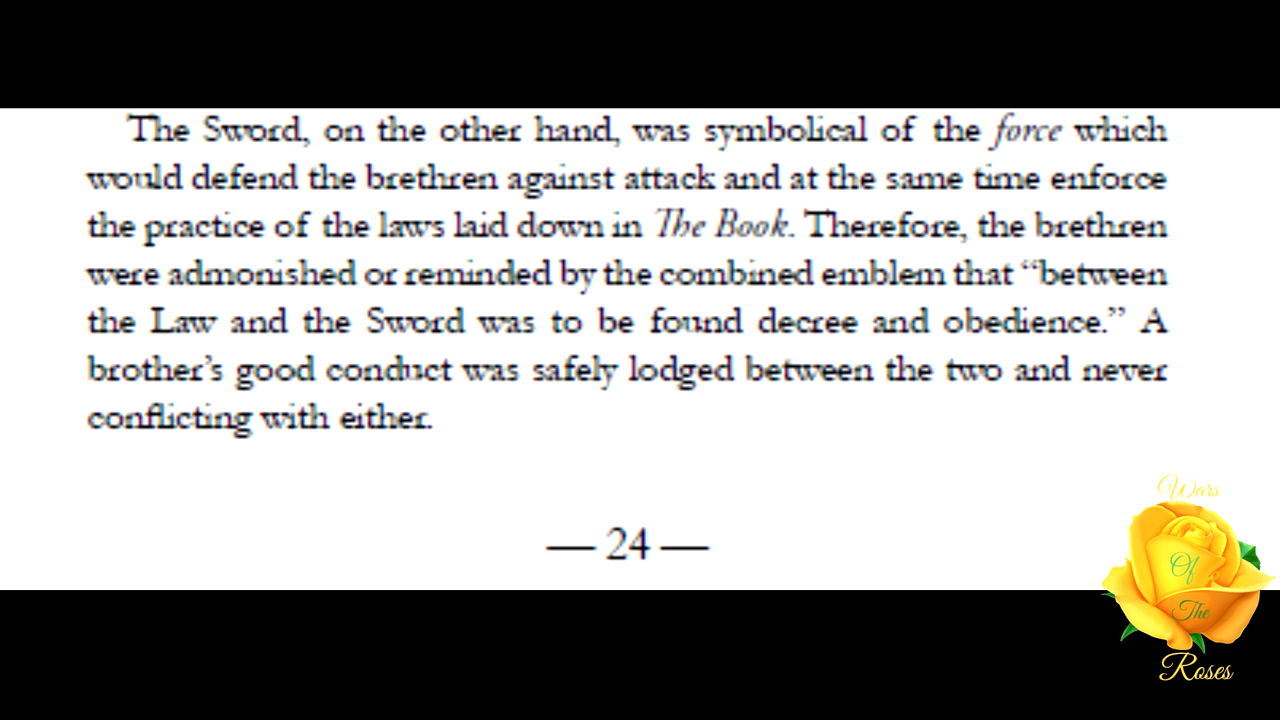 The Sword, on the other hand, was symbolical of the force which
would defend the brethren against attack and at the same time enforce
the practice of the laws laid down in The Book. Therefore, the brethren
were admonished or reminded by the combined emblem that “between
the Law and the Sword was to be found decree and obedience.” A
brother’s good conduct was safely lodged between the two and never
conflicting with either.
— 24 —
Wars
Of
The
Roses